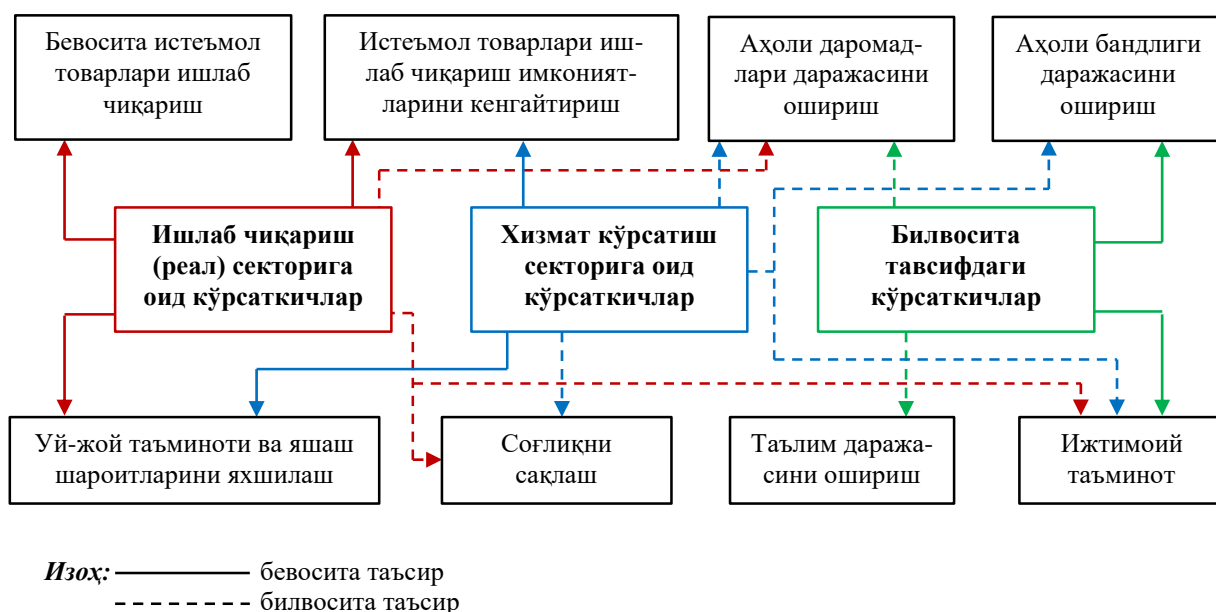 Бевосита истеъмол
товарлари ишлаб
чиқариш
Истеъмол товарлари иш-
лаб чиқариш имконият-
ларини кенгайтириш
Аҳоли даромад-
лари даражасини
ошириш
Аҳоли бандлиги
даражасини
ошириш
Ишлаб чиқариш
(реал) секторига
оид кўрсаткичлар
Хизмат кўрсатиш
секторига оид
кўрсаткичлар
Билвосита
тавсифдаги
кўрсаткичлар
Уй-жой таъминоти ва яшаш
шароитларини яхшилаш
Соғлиқни
сақлаш
Таълим даража-
сини ошириш
Ижтимоий
таъминот
Изоҳ: бевосита таъсир
билвосита таъсир